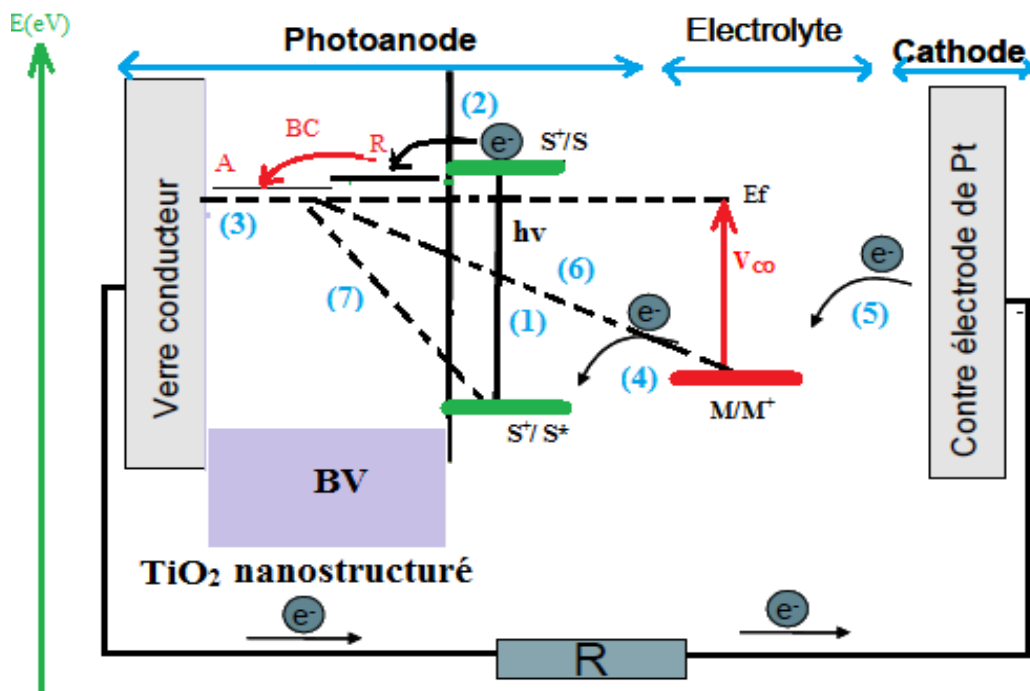 E(eV)
Photoanode
Electrolyte
Cathode
(2)
BC
R
e-
S⁺/S
A
Ef
(3)
hv
Vco
(6)
(7)
(1)
e-
(5)
e-
(4)
M/M⁺
S⁺/ S*
Verre conducteur
Contre électrode de Pt
BV
TiO₂ nanostructuré
e-
e-
R